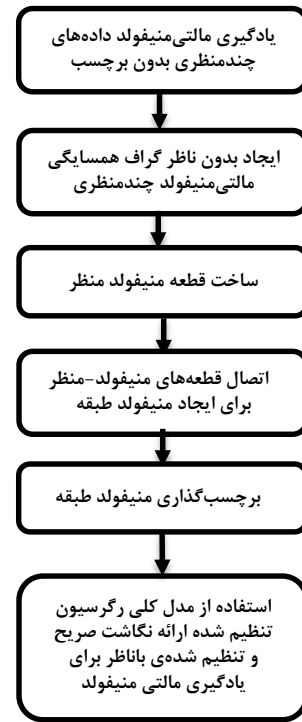 یادگیری مالتی‌منیفولد داده‌های
چندمنظری بدون برچسب
ایجاد بدون ناظر گراف همسایگی
مالتی‌منیفولد چندمنظری
ساخت قطعه منیفولد منظر
اتصال قطعه‌های منیفولد-منظر
برای ایجاد منیفولد طبقه
برچسب‌گذاری منیفولد طبقه
استفاده از مدل کلی رگرسیون
تنظیم شده ارائه نگاشت صریح
و تنظیم شده‌ی باناظر برای
یادگیری مالتی منیفولد